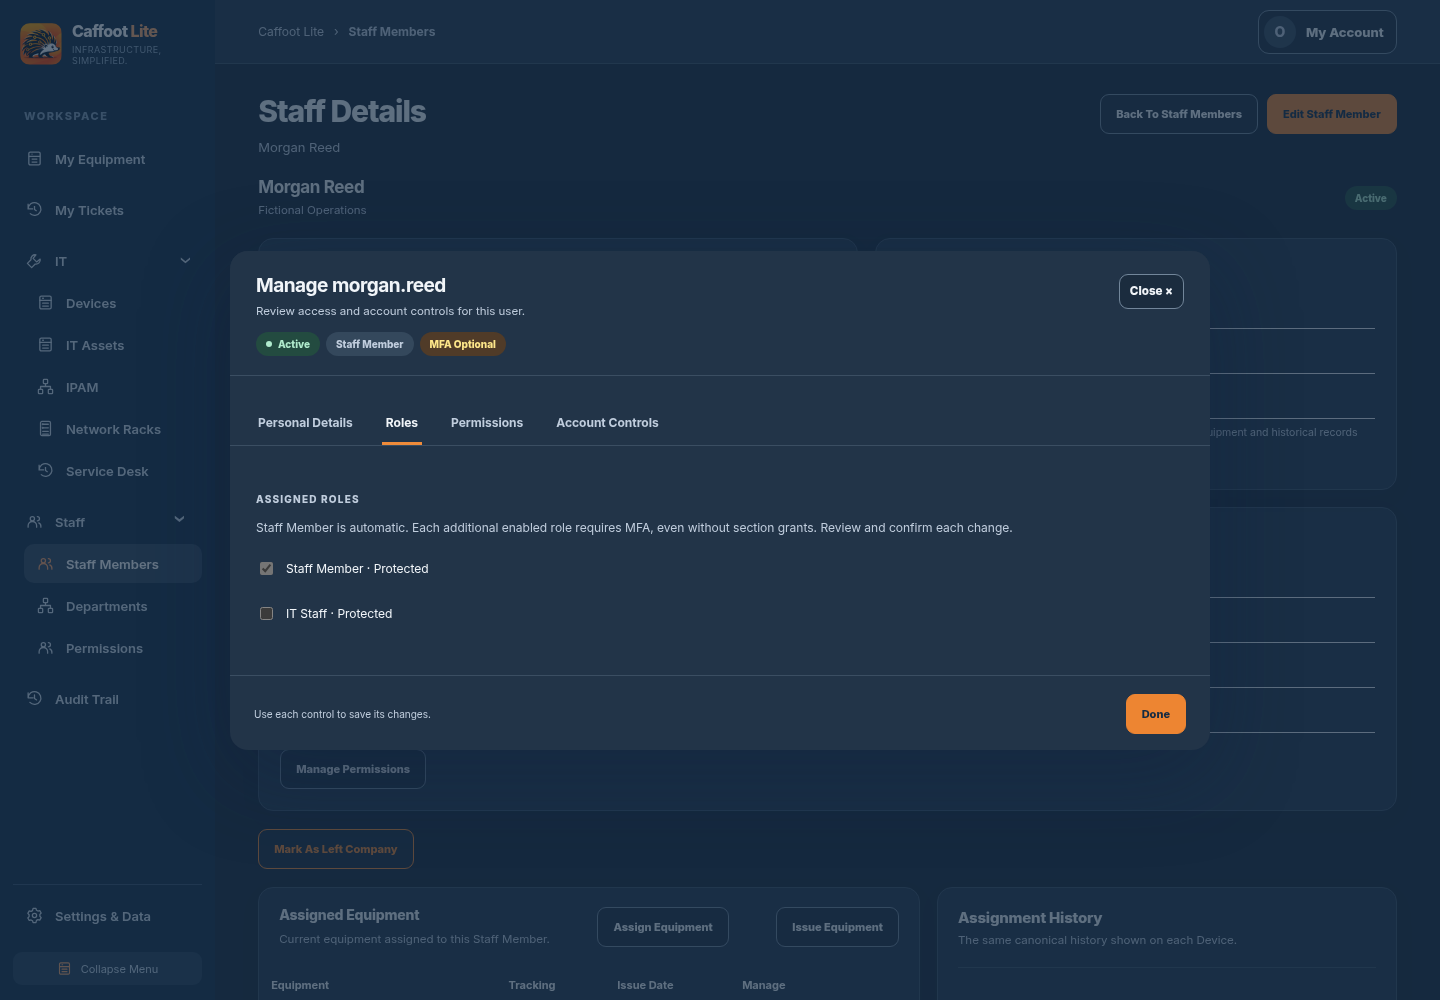 Caffoot Lite
INFRASTRUCTURE,
SIMPLIFIED.
WORKSPACE
My Equipment
My Tickets
IT
Devices
IT Assets
IPAM
Network Racks
Service Desk
Staff
Staff Members
Departments
Permissions
Audit Trail
Settings & Data
Collapse Menu
Caffoot Lite › Staff Members
O My Account
Staff Details
Morgan Reed
Back To Staff Members
Edit Staff Member
Morgan Reed
Fictional Operations
Active
Manage morgan.reed
Review access and account controls for this user.
Close ×
Active
Staff Member
MFA Optional
Personal Details
Roles
Permissions
Account Controls
ASSIGNED ROLES
Staff Member is automatic. Each additional enabled role requires MFA, even without section grants. Review and confirm each change.
Staff Member · Protected
IT Staff · Protected
Use each control to save its changes.
Done
and historical records
Manage Permissions
Mark As Left Company
Assigned Equipment
Current equipment assigned to this Staff Member.
Assign Equipment
Issue Equipment
Equipment Tracking Issue Date Manage
Assignment History
The same canonical history shown on each Device.